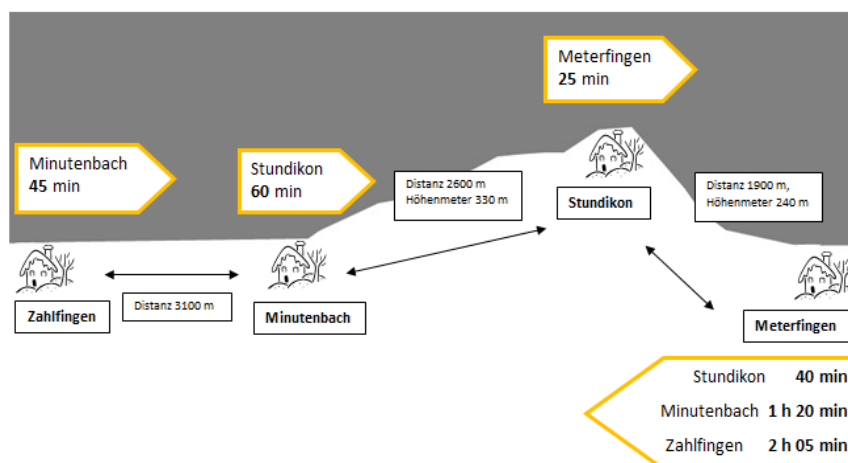 Meterfingen
25 min
Minutenbach
45 min
Stundikon
60 min
Distanz 2600 m
Höhenmeter 330 m
Stundikon
Distanz 1900 m,
Höhenmeter 240 m
Zahlfingen
Distanz 3100 m
Minutenbach
Meterfingen
Stundikon 40 min
Minutenbach 1 h 20 min
Zahlfingen 2 h 05 min